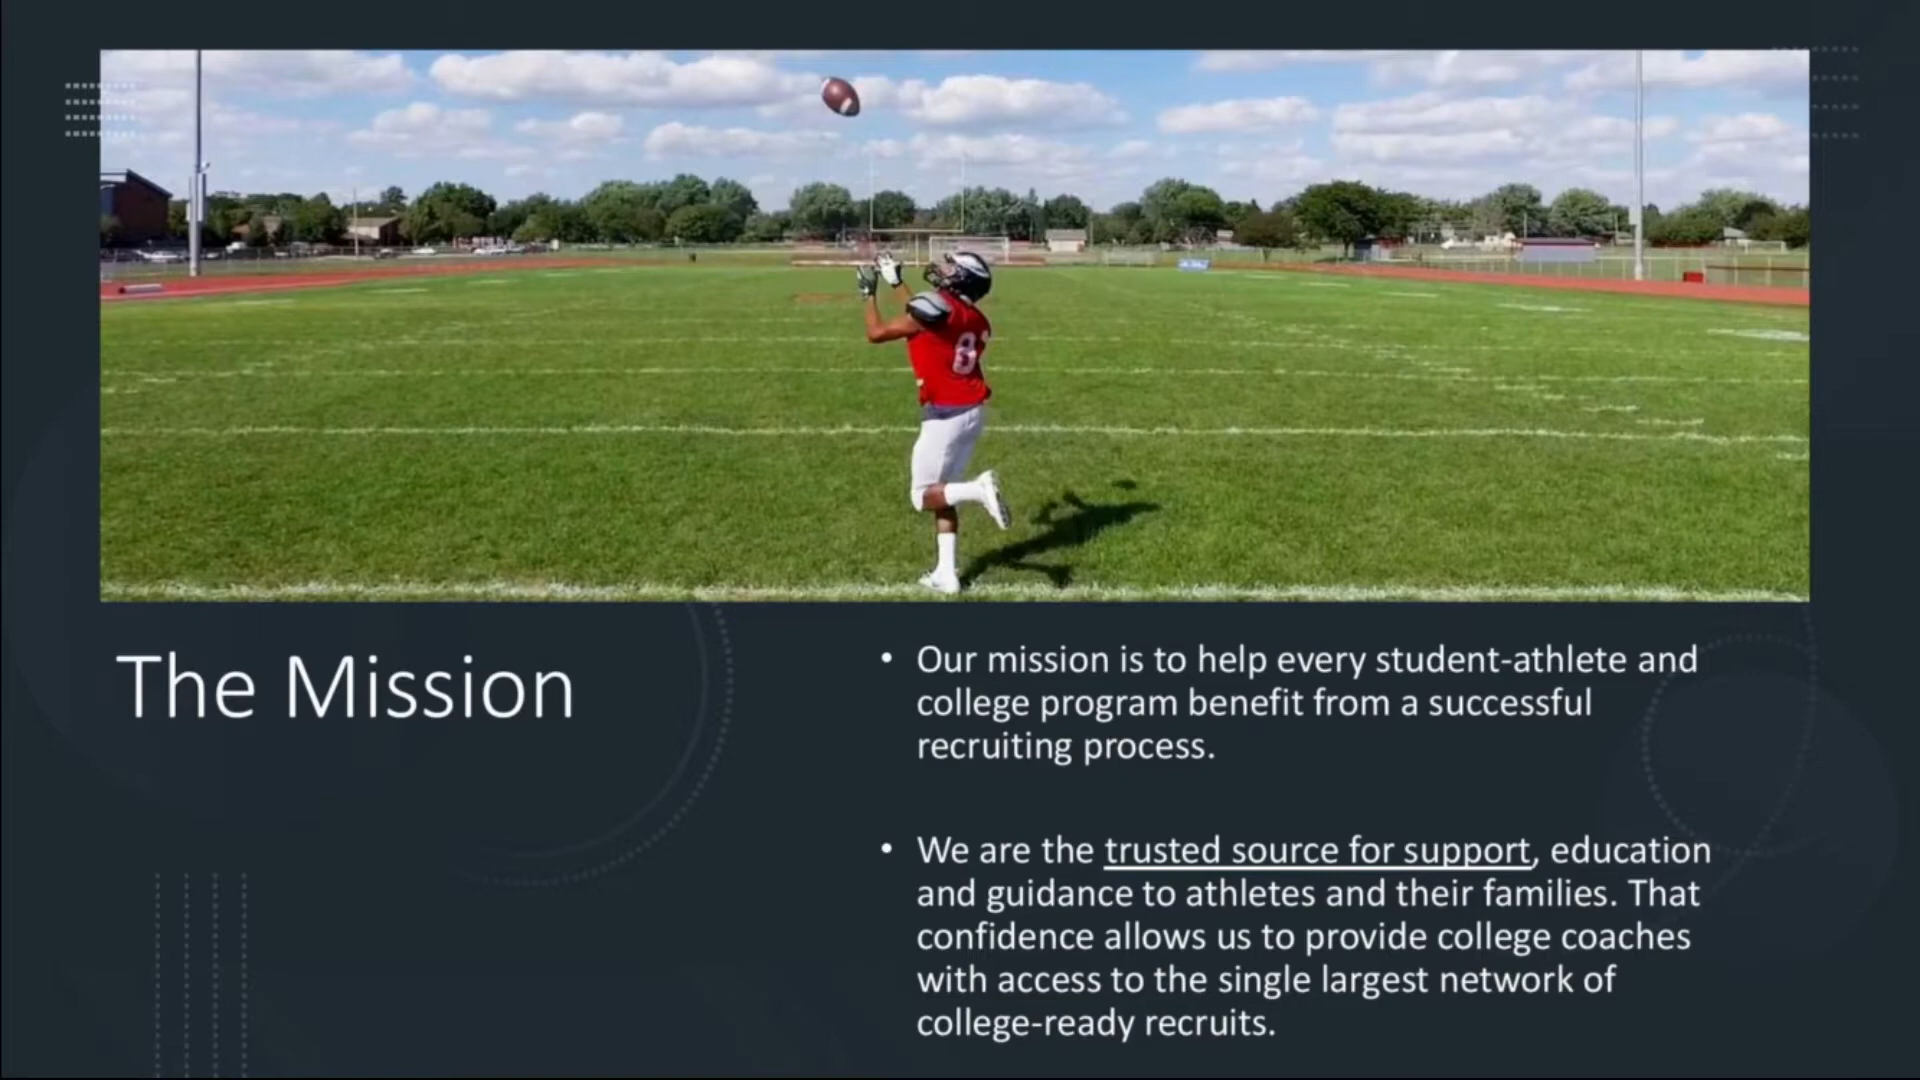 The Mission
• Our mission is to help every student-athlete and
college program benefit from a successful
recruiting process.
• We are the trusted source for support, education
and guidance to athletes and their families. That
confidence allows us to provide college coaches
with access to the single largest network of
college-ready recruits.